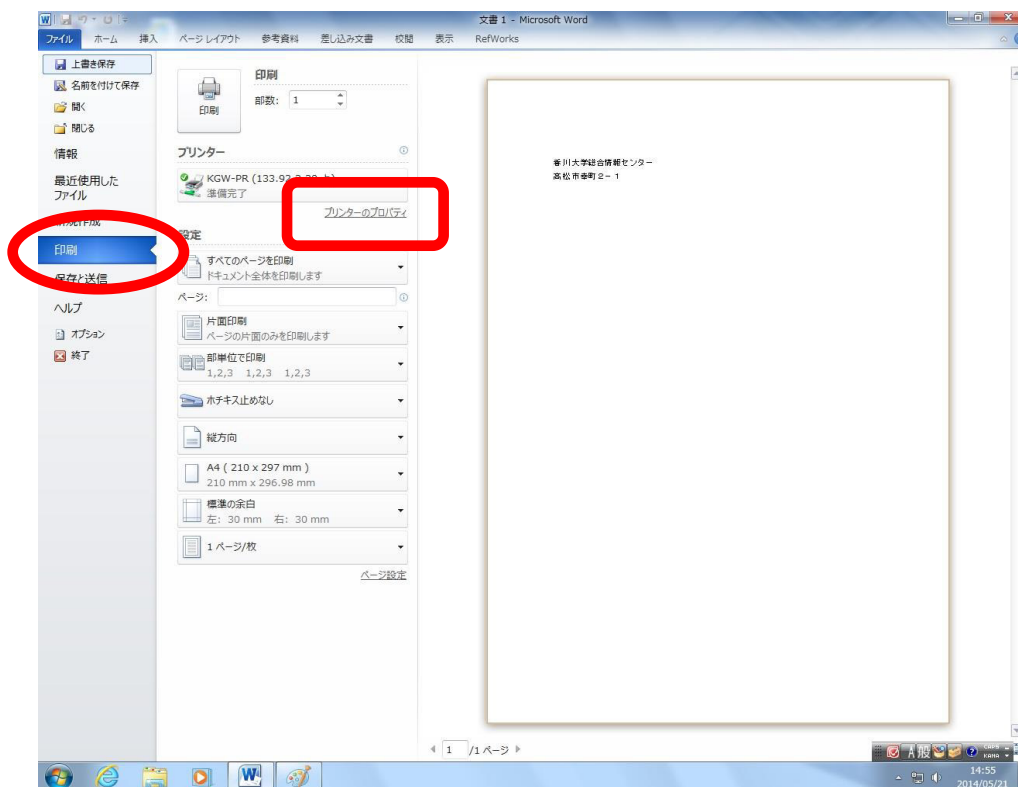 文書 1 - Microsoft Word
ファイル ホーム 挿入 ページ レイアウト 参考資料 差し込み文書 校閲 表示 RefWorks
上書き保存
名前を付けて保存
開く
閉じる
情報
最近使用した
ファイル
印刷
保存と送信
ヘルプ
オプション
終了
印刷
印刷
部数: 1
プリンター
KGW-PR
準備完了
プリンターのプロパティ
設定
すべてのページを印刷
ドキュメント全体を印刷します
ページ:
片面印刷
ページの片面のみを印刷します
部単位で印刷
1,2,3 1,2,3 1,2,3
ホチキス止めなし
縦方向
A4 ( 210 x 297 mm )
210 mm x 296.98 mm
標準の余白
左: 30 mm 右: 30 mm
1 ページ/枚
ページ設定
香川大学総合情報センター
高松市幸町2-1
1 /1 ページ
A 般 CAPS
KANA
14:55
2014/05/21